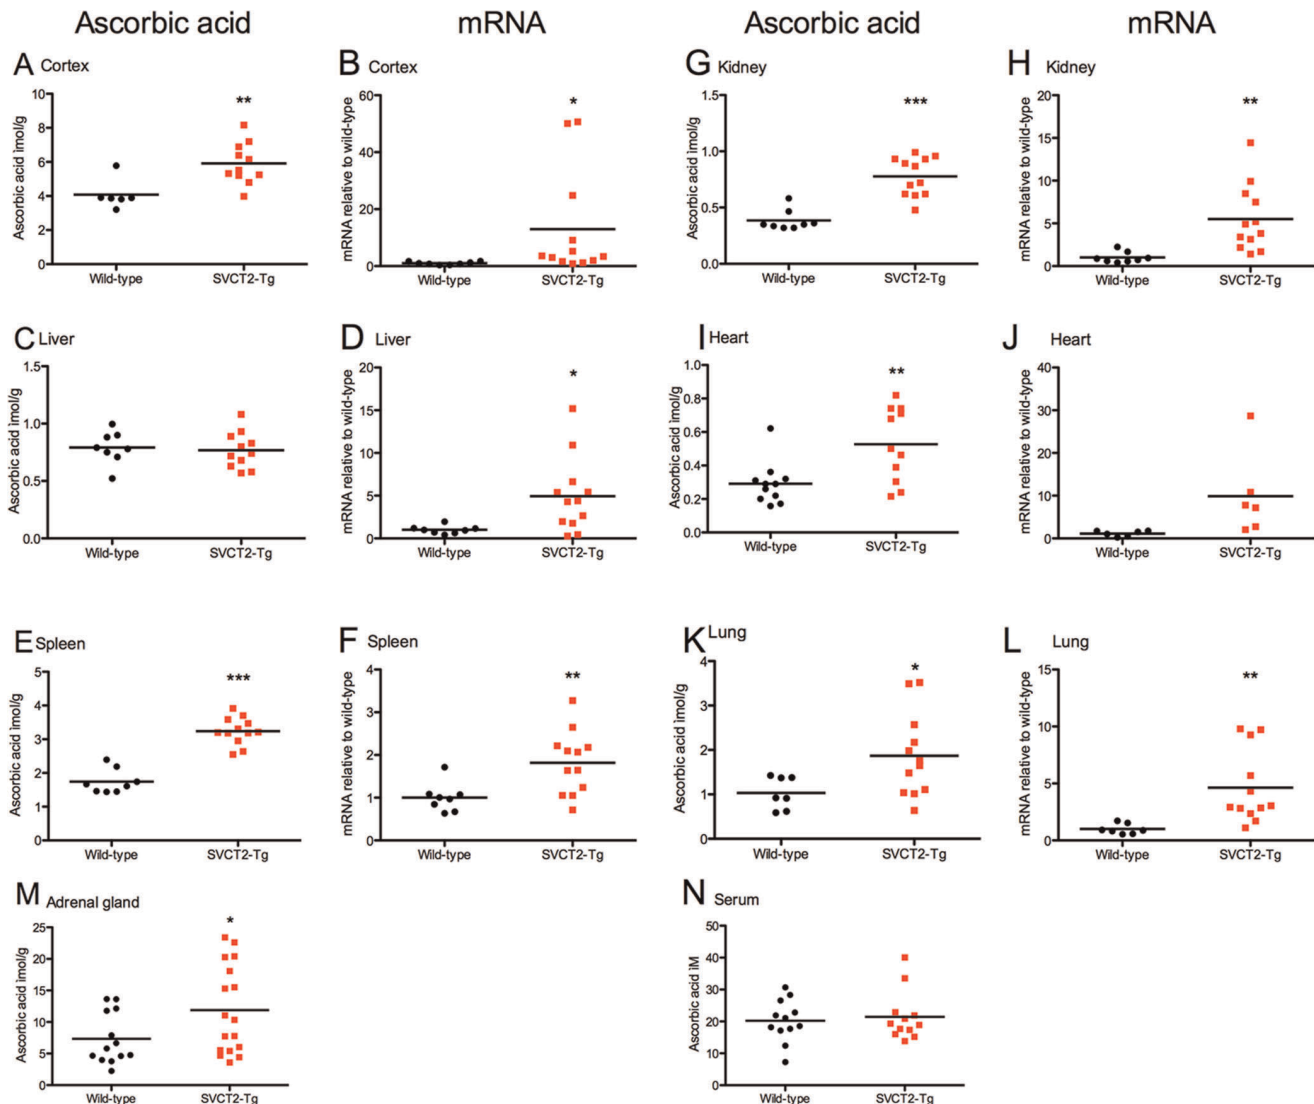 Ascorbic acid
mRNA
Ascorbic acid
mRNA
A Cortex
**
Ascorbic acid imol/g
10
8
6
4
2
0
Wild-type SVCT2-Tg
B Cortex
*
mRNA relative to wild-type
60
40
20
0
Wild-type SVCT2-Tg
G Kidney
***
Ascorbic acid imol/g
1.5
1.0
0.5
0.0
Wild-type SVCT2-Tg
H Kidney
**
mRNA relative to wild-type
20
15
10
5
0
Wild-type SVCT2-Tg
C Liver
Ascorbic acid imol/g
1.5
1.0
0.5
0.0
Wild-type SVCT2-Tg
D Liver
*
mRNA relative to wild-type
20
15
10
5
0
Wild-type SVCT2-Tg
I Heart
**
Ascorbic acid imol/g
1.0
0.8
0.6
0.4
0.2
0.0
Wild-type SVCT2-Tg
J Heart
mRNA relative to wild-type
40
30
20
10
0
Wild-type SVCT2-Tg
E Spleen
***
Ascorbic acid imol/g
5
4
3
2
1
0
Wild-type SVCT2-Tg
F Spleen
**
mRNA relative to wild-type
4
3
2
1
0
Wild-type SVCT2-Tg
K Lung
*
Ascorbic acid imol/g
4
3
2
1
0
Wild-type SVCT2-Tg
L Lung
**
mRNA relative to wild-type
15
10
5
0
Wild-type SVCT2-Tg
M Adrenal gland
*
Ascorbic acid imol/g
25
20
15
10
5
0
Wild-type SVCT2-Tg
N Serum
Ascorbic acid iM
50
40
30
20
10
0
Wild-type SVCT2-Tg